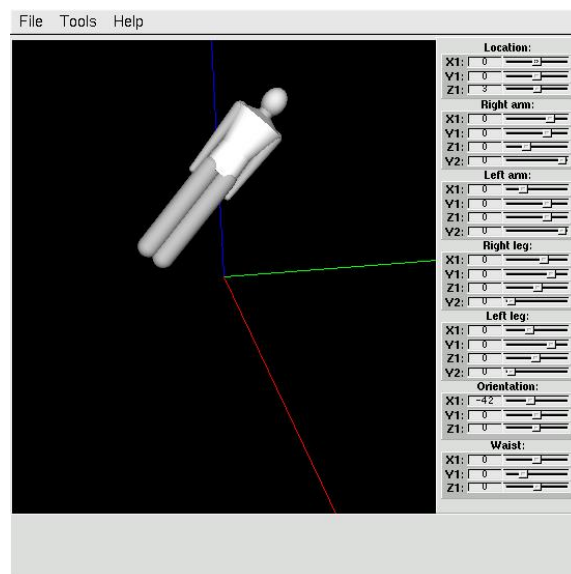 File Tools Help
Location:
X1: 0
Y1: 0
Z1: 3
Right arm:
X1: 0
Y1: 0
Z1: 0
Y2: 0
Left arm:
X1: 0
Y1: 0
Z1: 0
Y2: 0
Right leg:
X1: 0
Y1: 0
Z1: 0
Y2: 0
Left leg:
X1: 0
Y1: 0
Z1: 0
Y2: 0
Orientation:
X1: -42
Y1: 0
Z1: 0
Waist:
X1: 0
Y1: 0
Z1: 0